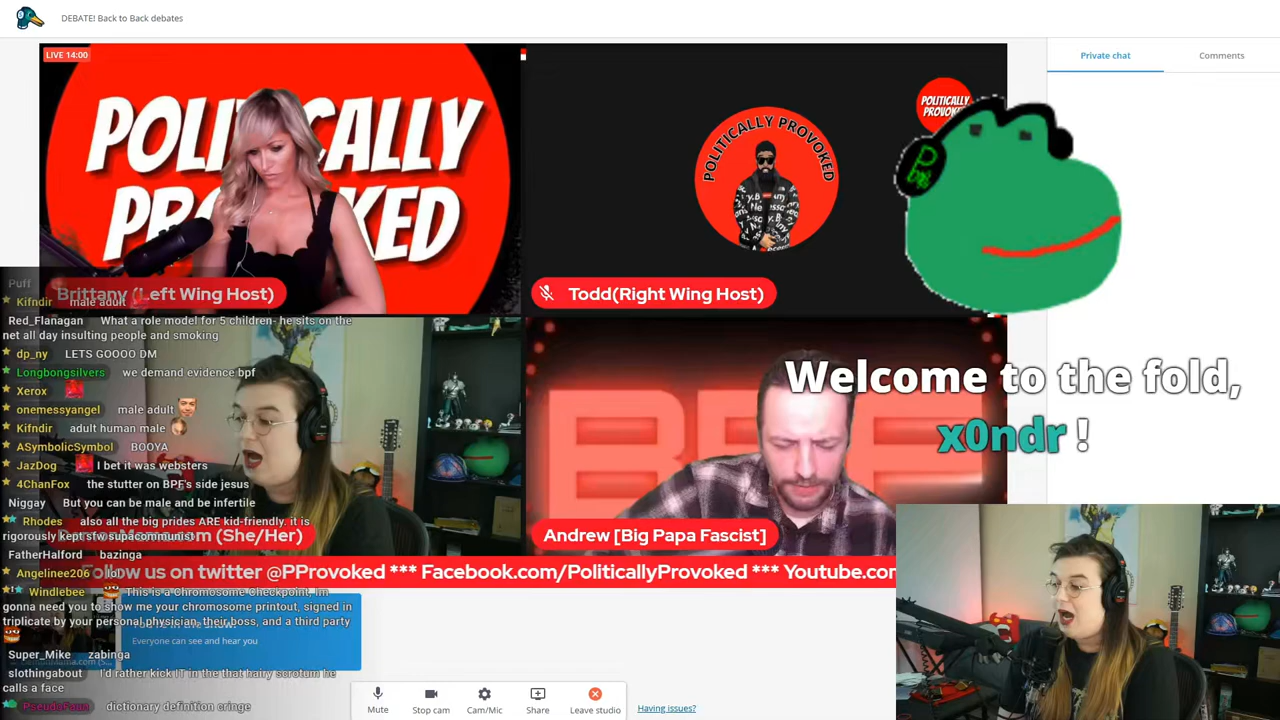 DEBATE! Back to Back debates
Private chat
Comments
LIVE 14:00
POLITICALLY
PROVOKED
POLITICALLY PROVOKED
POLITICALLY
PROVOKED
Brittany (Left Wing Host)
Todd(Right Wing Host)
Puff
Kifndir male adult
Red_Flanagan What a role model for 5 children- he sits on the
net all day insulting people and smoking
dp_ny LETS GOOOO DM
Longbongsilvers we demand evidence bpf
Xerox
onemessyangel male adult
Kifndir adult human male
ASymbolicSymbol BOOYA
JazDog I bet it was websters
4ChanFox the stutter on BPF's side jesus
Niggay But you can be male and be infertile
Rhodes also all the big prides ARE kid-friendly. it is
rigorously kept sfw supacommunist
FatherHalford bazinga
Angelinee206 lol
Windlebee This is a Chromosome Checkpoint, Im
gonna need you to show me your chromosome printout, signed in
triplicate by your personal physician, their boss, and a third party
Super_Mike zabinga
slothingabout I'd rather kick IT in the that hairy scrotum he
calls a face
PseudoFaun dictionary definition cringe
(She/Her)
BPF
Andrew [Big Papa Fascist]
Welcome to the fold,
x0ndr !
Follow us on twitter @PProvoked *** Facebook.com/PoliticallyProvoked *** Youtube.com
Everyone can see and hear you
Mute
Stop cam
Cam/Mic
Share
Leave studio
Having issues?